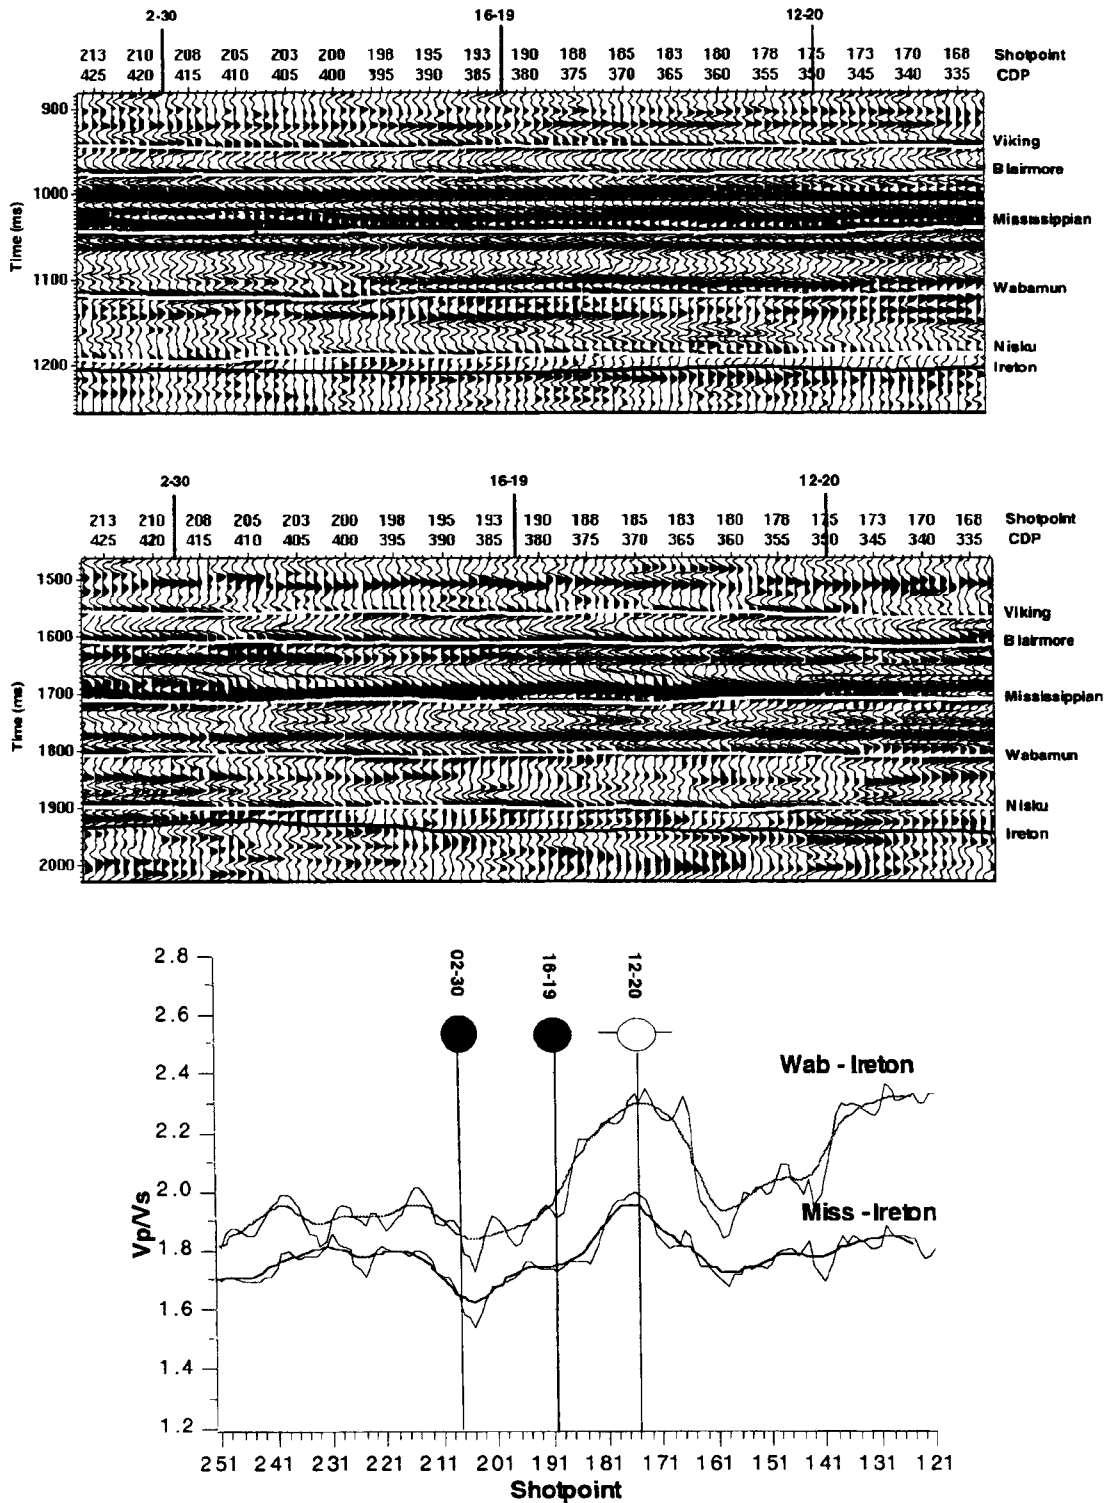 2-30 16-19 12-20
213 210 208 205 203 200 198 195 193 190 188 185 183 180 178 175 173 170 168 Shotpoint
425 420 415 410 405 400 395 390 385 380 375 370 365 360 355 350 345 340 335 CDP
900
Viking
Blairmore
1000
Mississippian
Time (ms)
1100
Wabamun
Nisku
1200
Ireton
2-30 16-19 12-20
213 210 208 205 203 200 198 195 193 190 188 185 183 180 178 175 173 170 168 Shotpoint
425 420 415 410 405 400 395 390 385 380 375 370 365 360 355 350 345 340 335 CDP
1500
Viking
1600
Blairmore
1700
Mississippian
Time (ms)
1800
Wabamun
1900
Nisku
Ireton
2000
2.8
02-30 16-19 12-20
2.6
2.4
Wab - Ireton
2.2
2.0
Miss - Ireton
Vp/Vs
1.8
1.6
1.4
1.2
251 241 231 221 211 201 191 181 171 161 151 141 131 121
Shotpoint